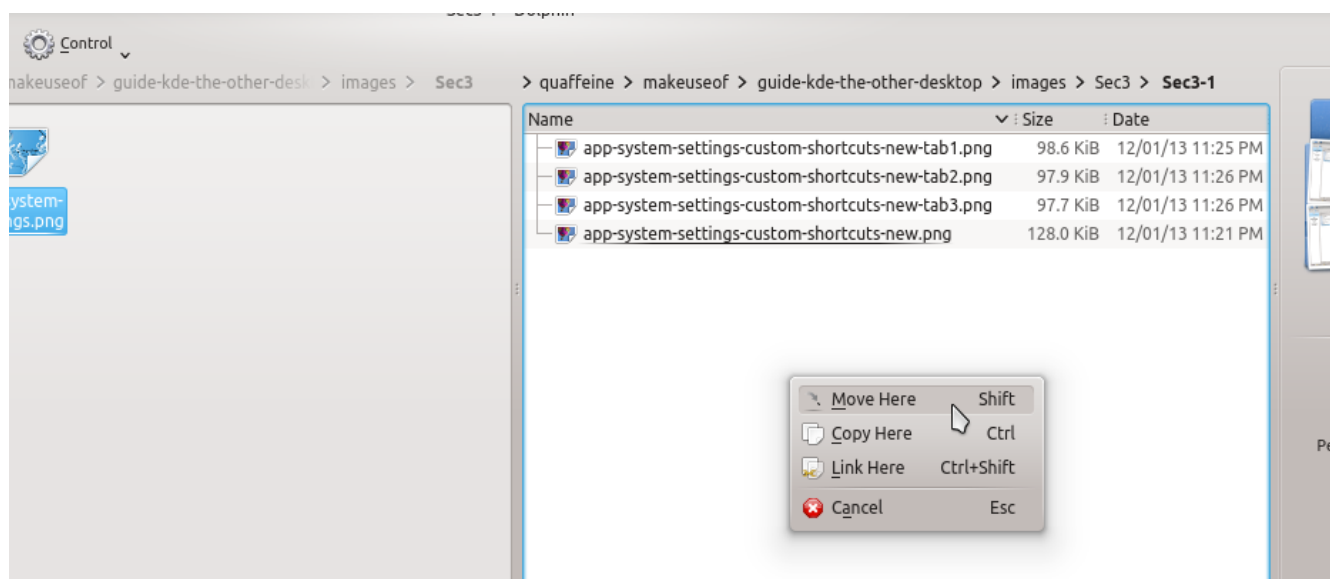 Control
makeuseof > guide-kde-the-other-desk > images > Sec3
> quaffeine > makeuseof > guide-kde-the-other-desktop > images > Sec3 > Sec3-1
Name Size Date
app-system-settings-custom-shortcuts-new-tab1.png 98.6 KiB 12/01/13 11:25 PM
app-system-settings-custom-shortcuts-new-tab2.png 97.9 KiB 12/01/13 11:26 PM
app-system-settings-custom-shortcuts-new-tab3.png 97.7 KiB 12/01/13 11:26 PM
app-system-settings-custom-shortcuts-new.png 128.0 KiB 12/01/13 11:21 PM
ystem-
ngs.png
Move Here Shift
Copy Here Ctrl
Link Here Ctrl+Shift
Cancel Esc
Pe